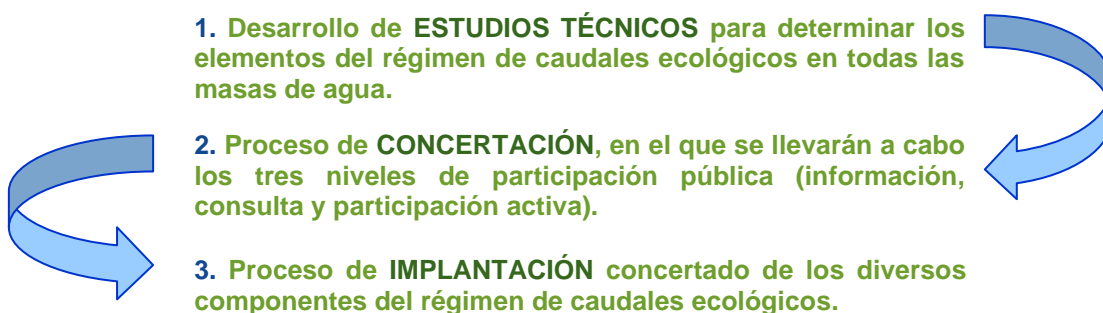 1. Desarrollo de ESTUDIOS TÉCNICOS para determinar los
elementos del régimen de caudales ecológicos en todas las
masas de agua.
2. Proceso de CONCERTACIÓN, en el que se llevarán a cabo
los tres niveles de participación pública (información,
consulta y participación activa).
3. Proceso de IMPLANTACIÓN concertado de los diversos
componentes del régimen de caudales ecológicos.